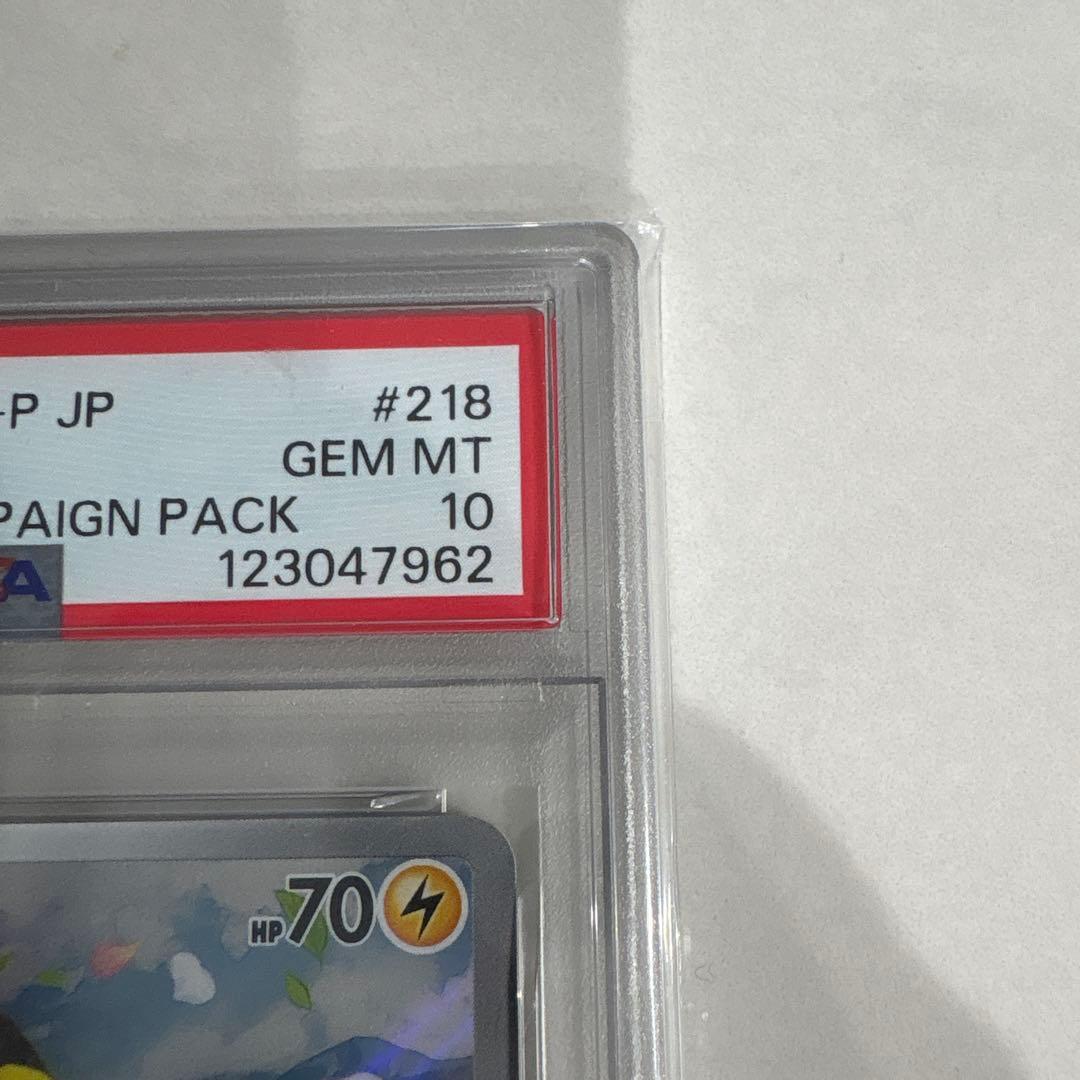 -P JP #218
GEM MT
PAIGN PACK 10
123047962
HP70